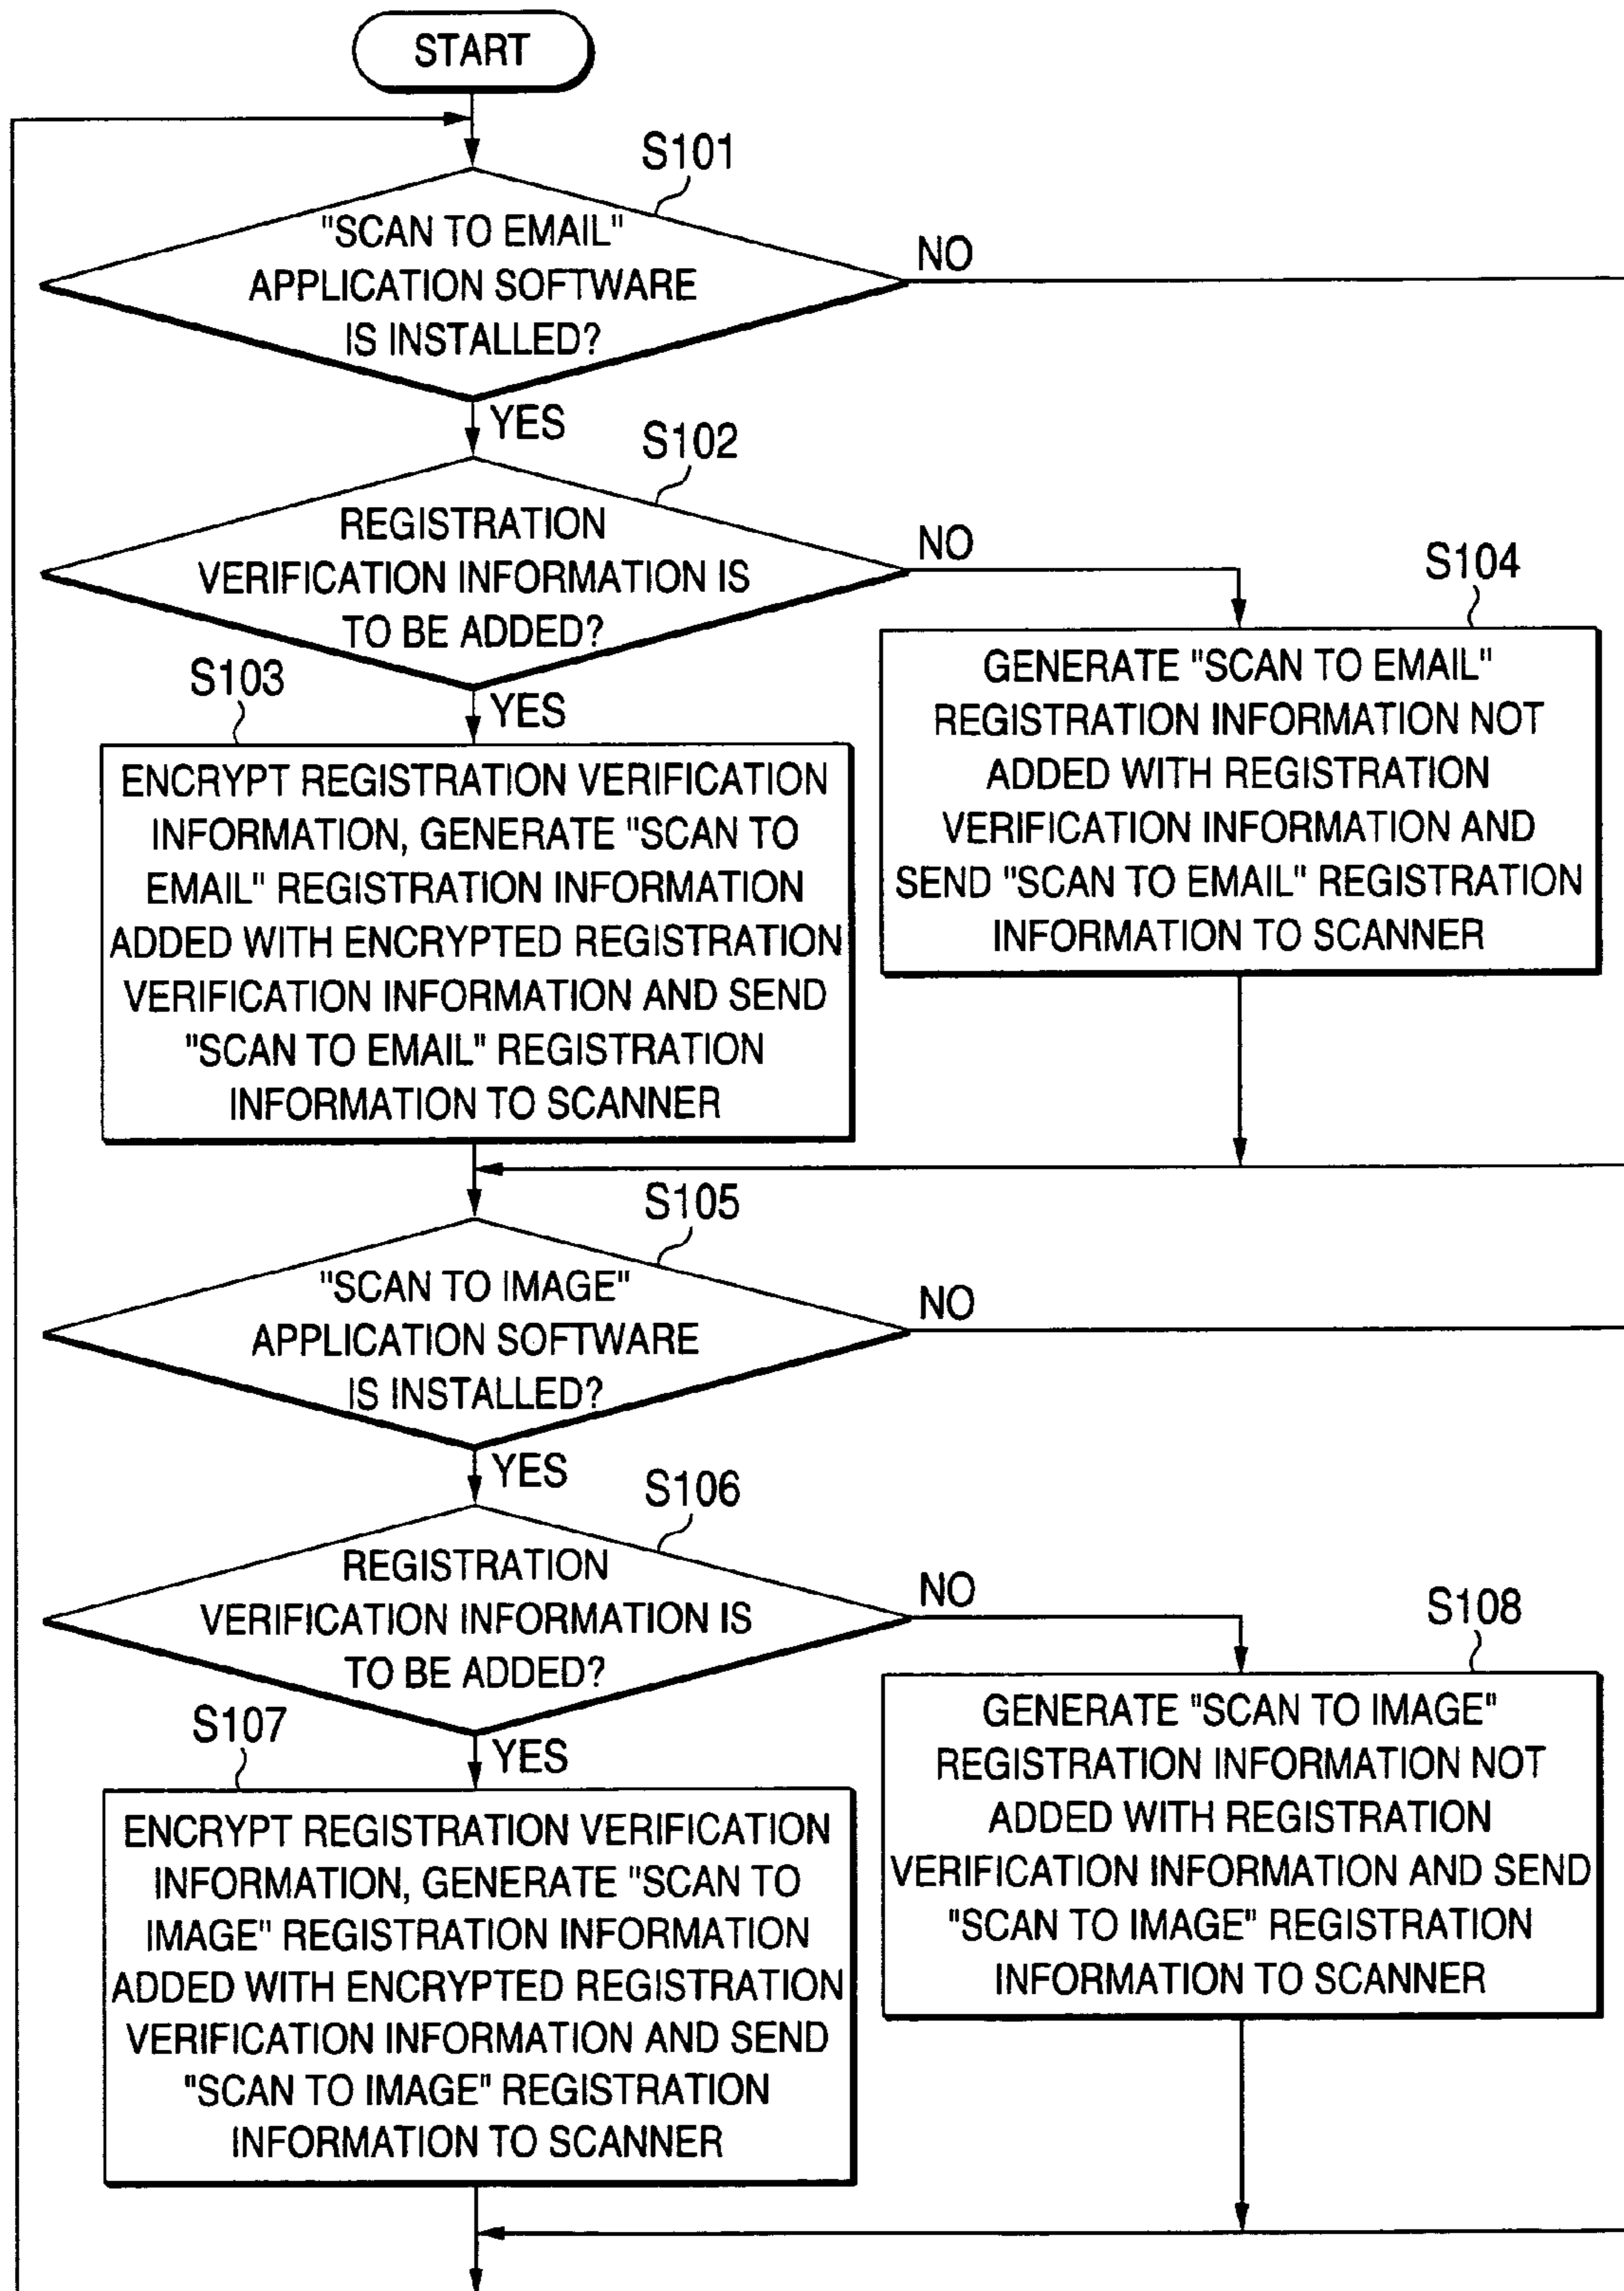 START
S101
"SCAN TO EMAIL"
APPLICATION SOFTWARE
IS INSTALLED?
NO
YES
S102
REGISTRATION
VERIFICATION INFORMATION IS
TO BE ADDED?
NO
YES
S103
ENCRYPT REGISTRATION VERIFICATION
INFORMATION, GENERATE "SCAN TO
EMAIL" REGISTRATION INFORMATION
ADDED WITH ENCRYPTED REGISTRATION
VERIFICATION INFORMATION AND SEND
"SCAN TO EMAIL" REGISTRATION
INFORMATION TO SCANNER
S104
GENERATE "SCAN TO EMAIL"
REGISTRATION INFORMATION NOT
ADDED WITH REGISTRATION
VERIFICATION INFORMATION AND
SEND "SCAN TO EMAIL" REGISTRATION
INFORMATION TO SCANNER
S105
"SCAN TO IMAGE"
APPLICATION SOFTWARE
IS INSTALLED?
NO
YES
S106
REGISTRATION
VERIFICATION INFORMATION IS
TO BE ADDED?
NO
YES
S107
ENCRYPT REGISTRATION VERIFICATION
INFORMATION, GENERATE "SCAN TO
IMAGE" REGISTRATION INFORMATION
ADDED WITH ENCRYPTED REGISTRATION
VERIFICATION INFORMATION AND SEND
"SCAN TO IMAGE" REGISTRATION
INFORMATION TO SCANNER
S108
GENERATE "SCAN TO IMAGE"
REGISTRATION INFORMATION NOT
ADDED WITH REGISTRATION
VERIFICATION INFORMATION AND SEND
"SCAN TO IMAGE" REGISTRATION
INFORMATION TO SCANNER